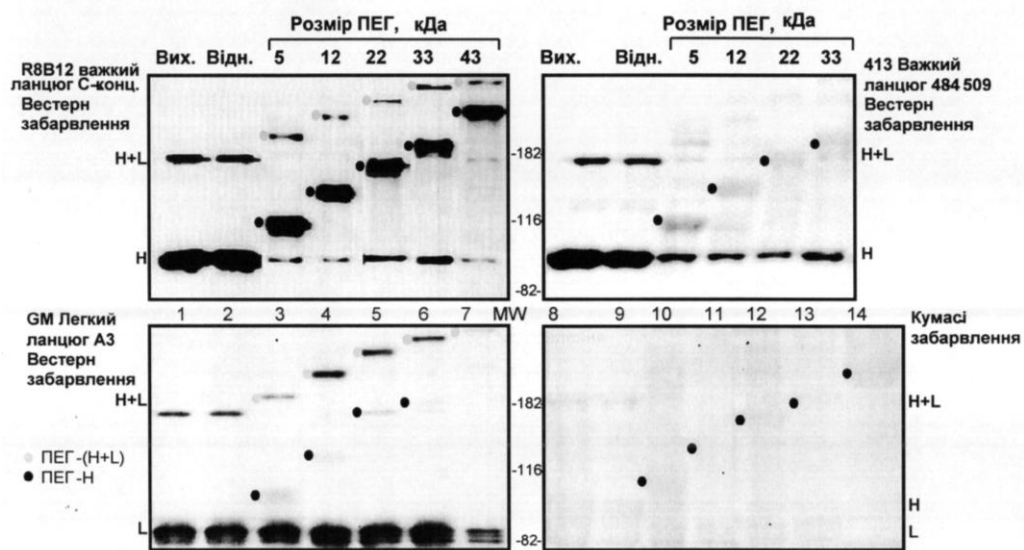 Розмір ПЕГ, кДа
Вих. Відн. 5 12 22 33 43
R8B12 важкий
ланцюг С-конц.
Вестерн
забарвлення
H+L
H
-182
-116
-82-
Розмір ПЕГ, кДа
Вих. Відн. 5 12 22 33
413 Важкий
ланцюг 484 509
Вестерн
забарвлення
H+L
H
1 2 3 4 5 6 7 MW 8 9 10 11 12 13 14
GM Легкий
ланцюг А3
Вестерн
забарвлення
H+L
ПЕГ-(H+L)
ПЕГ-H
L
-182
-116
-82-
Кумасі
забарвлення
H+L
H
L